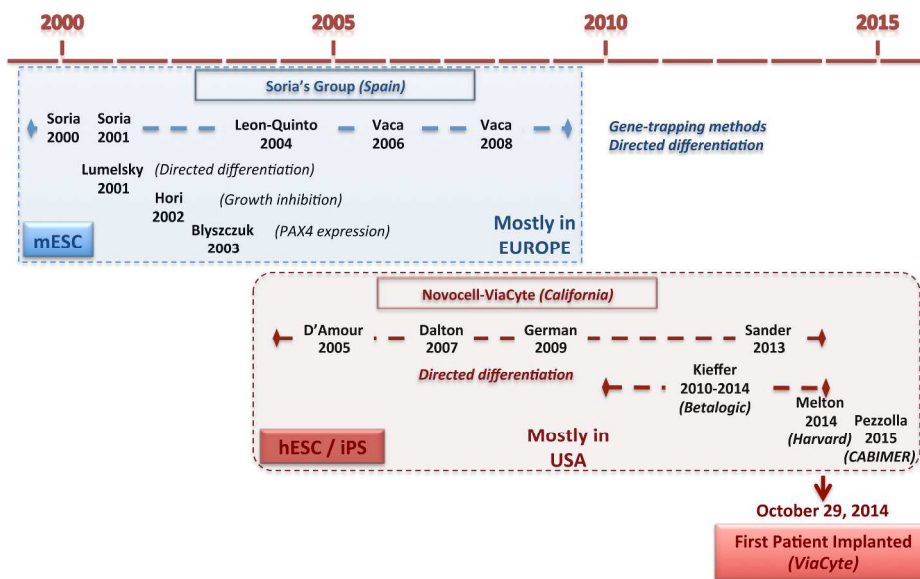 2000 2005 2010 2015
Soria's Group (Spain)
Soria Soria Leon-Quinto Vaca Vaca
2000 2001 2004 2006 2008
Gene-trapping methods
Directed differentiation
Lumelsky (Directed differentiation)
2001
Hori (Growth inhibition)
2002
Blyszczuk (PAX4 expression)
2003
mESC
Mostly in
EUROPE
Novocell-ViaCyte (California)
D'Amour Dalton German Sander
2005 2007 2009 2013
Directed differentiation
Kieffer
2010-2014
(Betalogic)
Melton
2014
(Harvard)
Pezzolla
2015
(CABIMER)
hESC / iPS
Mostly in
USA
October 29, 2014
First Patient Implanted
(ViaCyte)